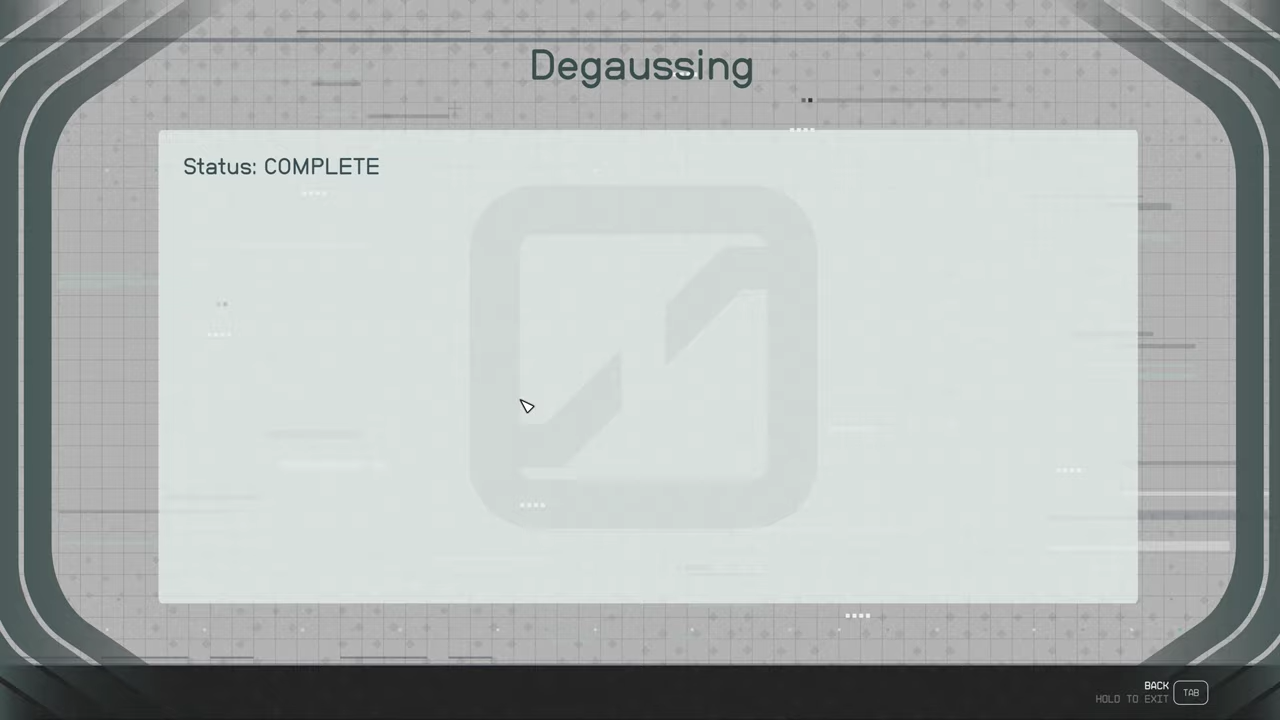 Degaussing
Status: COMPLETE
BACK
HOLD TO EXIT
TAB